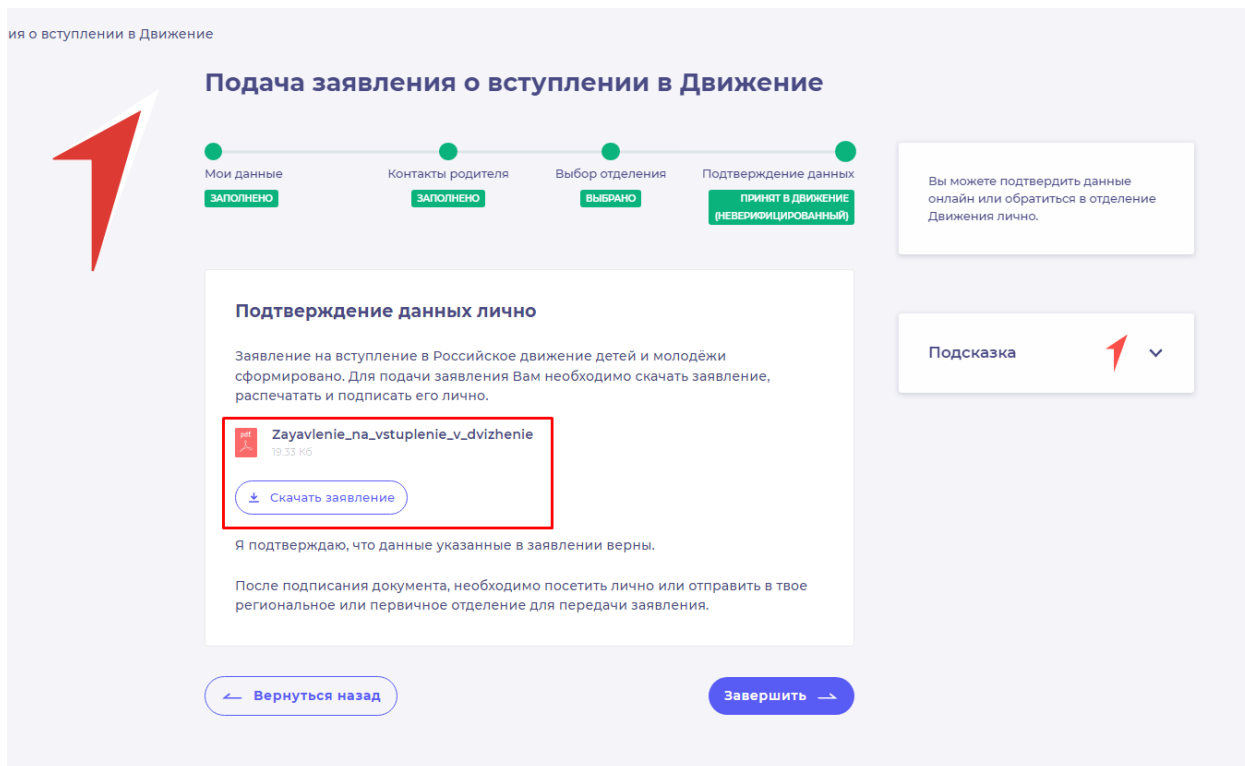 ия о вступлении в Движение
Подача заявления о вступлении в Движение
Мои данные
ЗАПОЛНЕНО
Контакты родителя
ЗАПОЛНЕНО
Выбор отделения
ВЫБРАНО
Подтверждение данных
ПРИНЯТ В ДВИЖЕНИЕ
(НЕВЕРИФИЦИРОВАННЫЙ)
Вы можете подтвердить данные
онлайн или обратиться в отделение
Движения лично.
Подсказка
Подтверждение данных лично
Заявление на вступление в Российское движение детей и молодёжи
сформировано. Для подачи заявления Вам необходимо скачать заявление,
распечатать и подписать его лично.
pdf
Zayavlenie_na_vstuplenie_v_dvizhenie
19.33 Кб
Скачать заявление
Я подтверждаю, что данные указанные в заявлении верны.
После подписания документа, необходимо посетить лично или отправить в твое
региональное или первичное отделение для передачи заявления.
Вернуться назад
Завершить